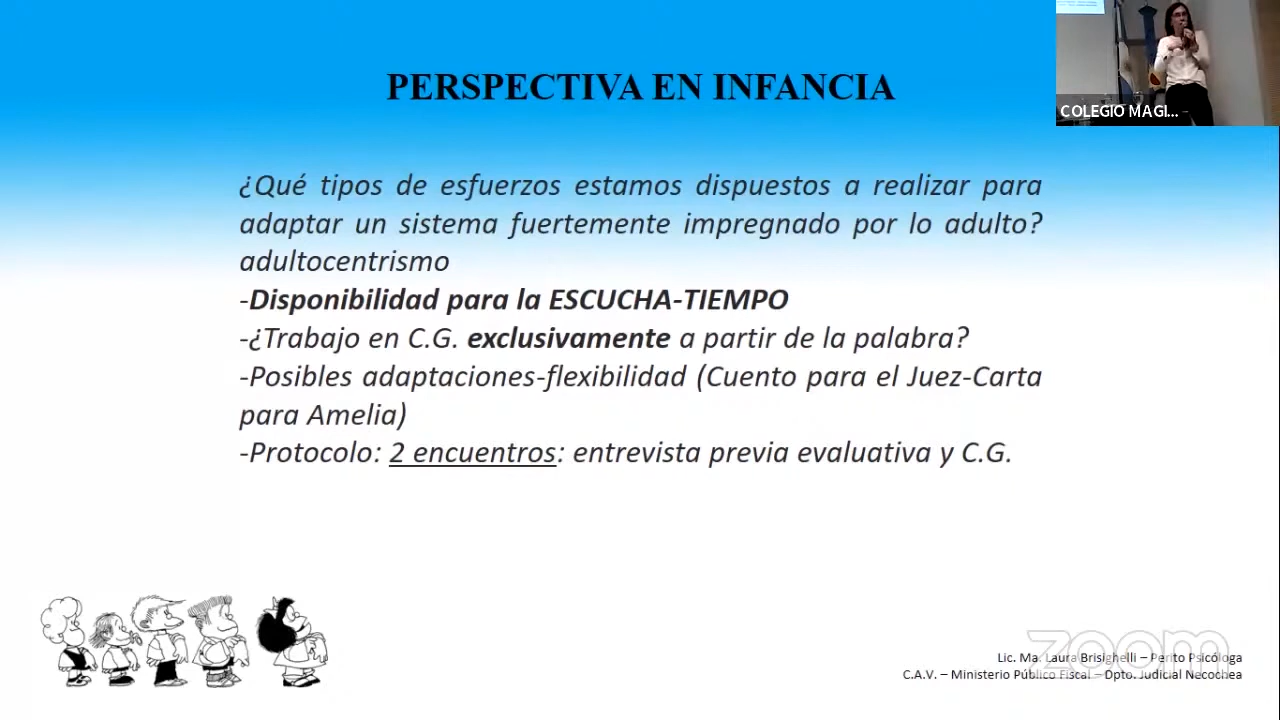 PERSPECTIVA EN INFANCIA
COLEGIO MAGI...
¿Qué tipos de esfuerzos estamos dispuestos a realizar para
adaptar un sistema fuertemente impregnado por lo adulto?
adultocentrismo
-Disponibilidad para la ESCUCHA-TIEMPO
-¿Trabajo en C.G. exclusivamente a partir de la palabra?
-Posibles adaptaciones-flexibilidad (Cuento para el Juez-Carta
para Amelia)
-Protocolo: 2 encuentros: entrevista previa evaluativa y C.G.
zoom
Lic. Ma. Laura Brisighelli – Perito Psicóloga
C.A.V. – Ministerio Público Fiscal – Dpto. Judicial Necochea